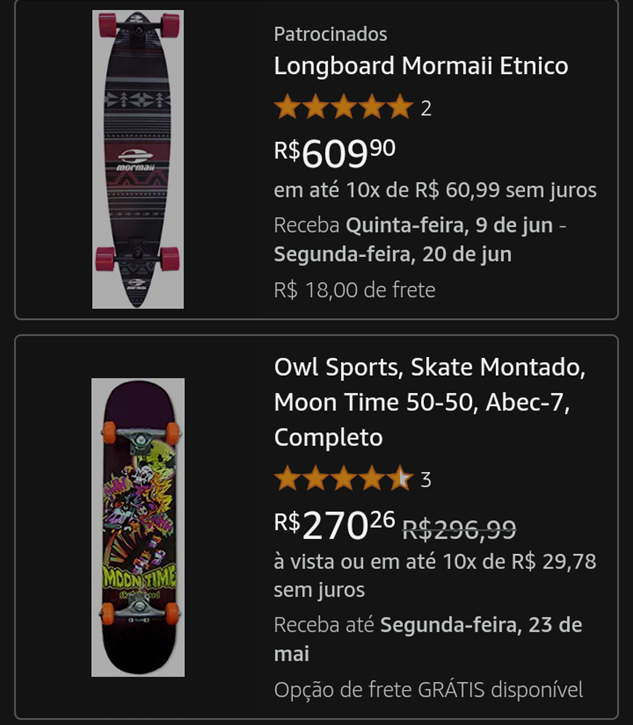 Patrocinados
Longboard Mormaii Etnico
2
R$60990
em até 10x de R$ 60,99 sem juros
Receba Quinta-feira, 9 de jun -
Segunda-feira, 20 de jun
R$ 18,00 de frete
mormaii
Owl Sports, Skate Montado,
Moon Time 50-50, Abec-7,
Completo
3
R$27026 R$296,99
à vista ou em até 10x de R$ 29,78
sem juros
Receba até Segunda-feira, 23 de
mai
Opção de frete GRÁTIS disponível
MOON TIME